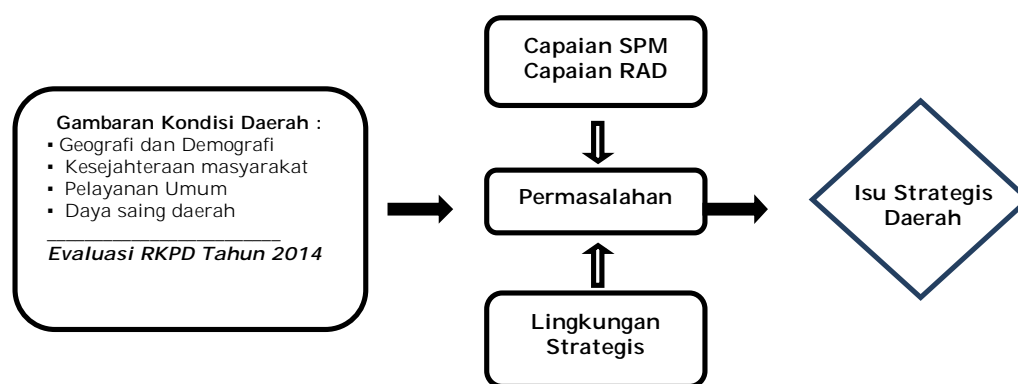 Capaian SPM
Capaian RAD
Gambaran Kondisi Daerah :
▪ Geografi dan Demografi
▪ Kesejahteraan masyarakat
▪ Pelayanan Umum
▪ Daya saing daerah
Evaluasi RKPD Tahun 2014
Permasalahan
Isu Strategis
Daerah
Lingkungan
Strategis